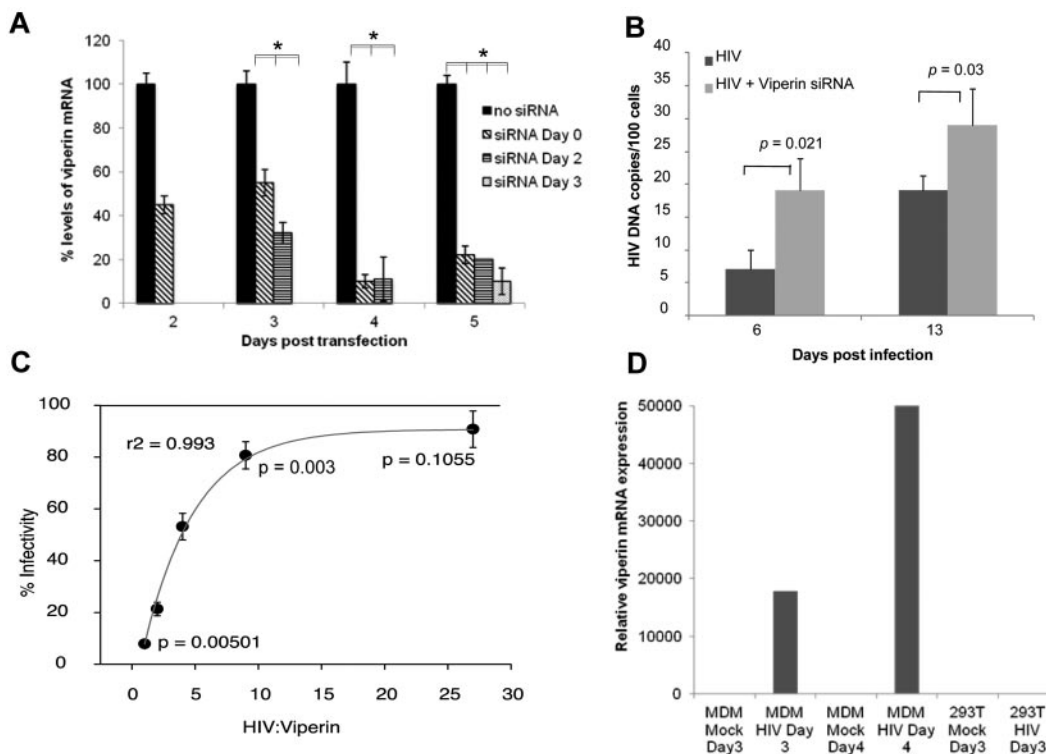 A
120
100
80
60
40
20
0
% levels of viperin mRNA
*
*
*
no siRNA
siRNA Day 0
siRNA Day 2
siRNA Day 3
2
3
4
5
Days post transfection
B
40
35
30
25
20
15
10
5
0
HIV DNA copies/100 cells
HIV
HIV + Viperin siRNA
p = 0.021
p = 0.03
6
13
Days post infection
C
100
80
60
40
20
0
% Infectivity
r2 = 0.993
p = 0.003
p = 0.1055
p = 0.00501
0
5
10
15
20
25
30
HIV:Viperin
D
50000
40000
30000
20000
10000
0
Relative viperin mRNA expression
MDM
Mock
Day3
MDM
HIV Day
3
MDM
Mock
Day4
MDM
HIV Day
4
293T
Mock
Day3
293T
HIV
Day3